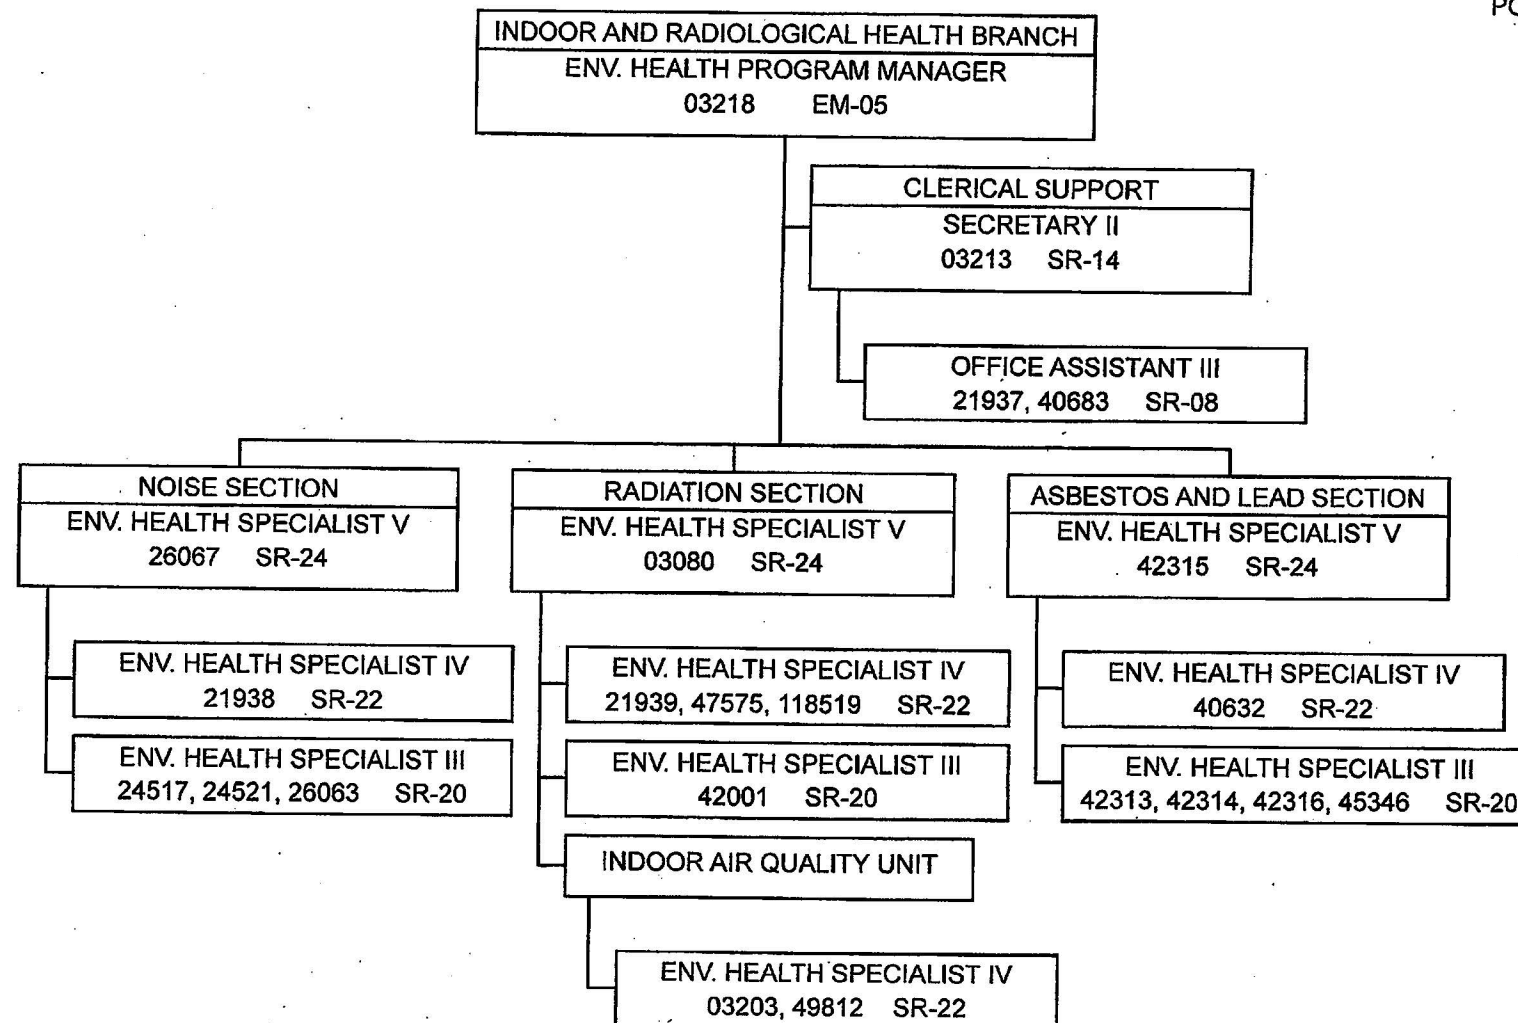 INDOOR AND RADIOLOGICAL HEALTH BRANCH
ENV. HEALTH PROGRAM MANAGER
03218 EM-05
CLERICAL SUPPORT
SECRETARY II
03213 SR-14
OFFICE ASSISTANT III
21937, 40683 SR-08
NOISE SECTION
ENV. HEALTH SPECIALIST V
26067 SR-24
ENV. HEALTH SPECIALIST IV
21938 SR-22
ENV. HEALTH SPECIALIST III
24517, 24521, 26063 SR-20
RADIATION SECTION
ENV. HEALTH SPECIALIST V
03080 SR-24
ENV. HEALTH SPECIALIST IV
21939, 47575, 118519 SR-22
ENV. HEALTH SPECIALIST III
42001 SR-20
INDOOR AIR QUALITY UNIT
ENV. HEALTH SPECIALIST IV
03203, 49812 SR-22
ASBESTOS AND LEAD SECTION
ENV. HEALTH SPECIALIST V
42315 SR-24
ENV. HEALTH SPECIALIST IV
40632 SR-22
ENV. HEALTH SPECIALIST III
42313, 42314, 42316, 45346 SR-20